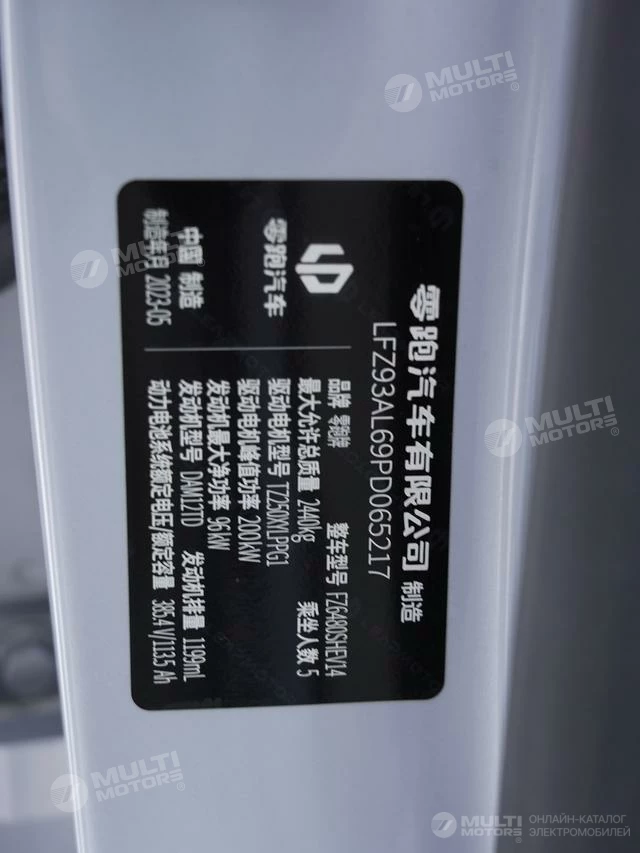 零跑汽车有限公司 制造
LFZ93AL69PD065217
零跑汽车
中国 制造
制造年月 2023-05
品牌 零跑牌 整车型号 FZ6480SHEV14
最大允许总质量 2440kg 乘坐人数 5
驱动电机型号 TZ250XYLPPG1
驱动电机峰值功率 200kW
发动机最大净功率 96kW
发动机型号 DAM12TD 发动机排量 1199mL
动力电池系统额定电压/额定容量 385.4V/113.5Ah
MULTI
MOTORS®
MULTI
MOTORS
MULTI
MOTORS®
MULTI
MOTORS®
MULTI
MOTORS®
ОНЛАЙН-КАТАЛОГ
ЭЛЕКТРОМОБИЛЕЙ